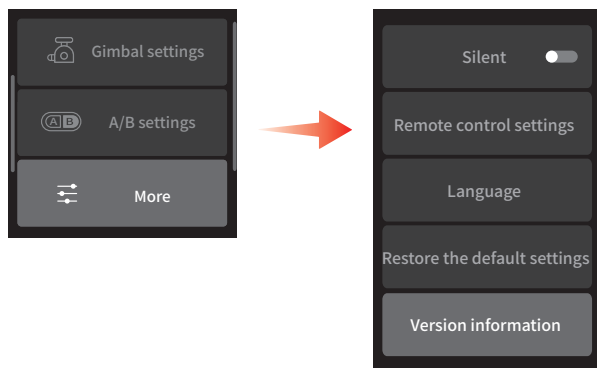 Gimbal settings
A B A/B settings
More
Silent
Remote control settings
Language
Restore the default settings
Version information